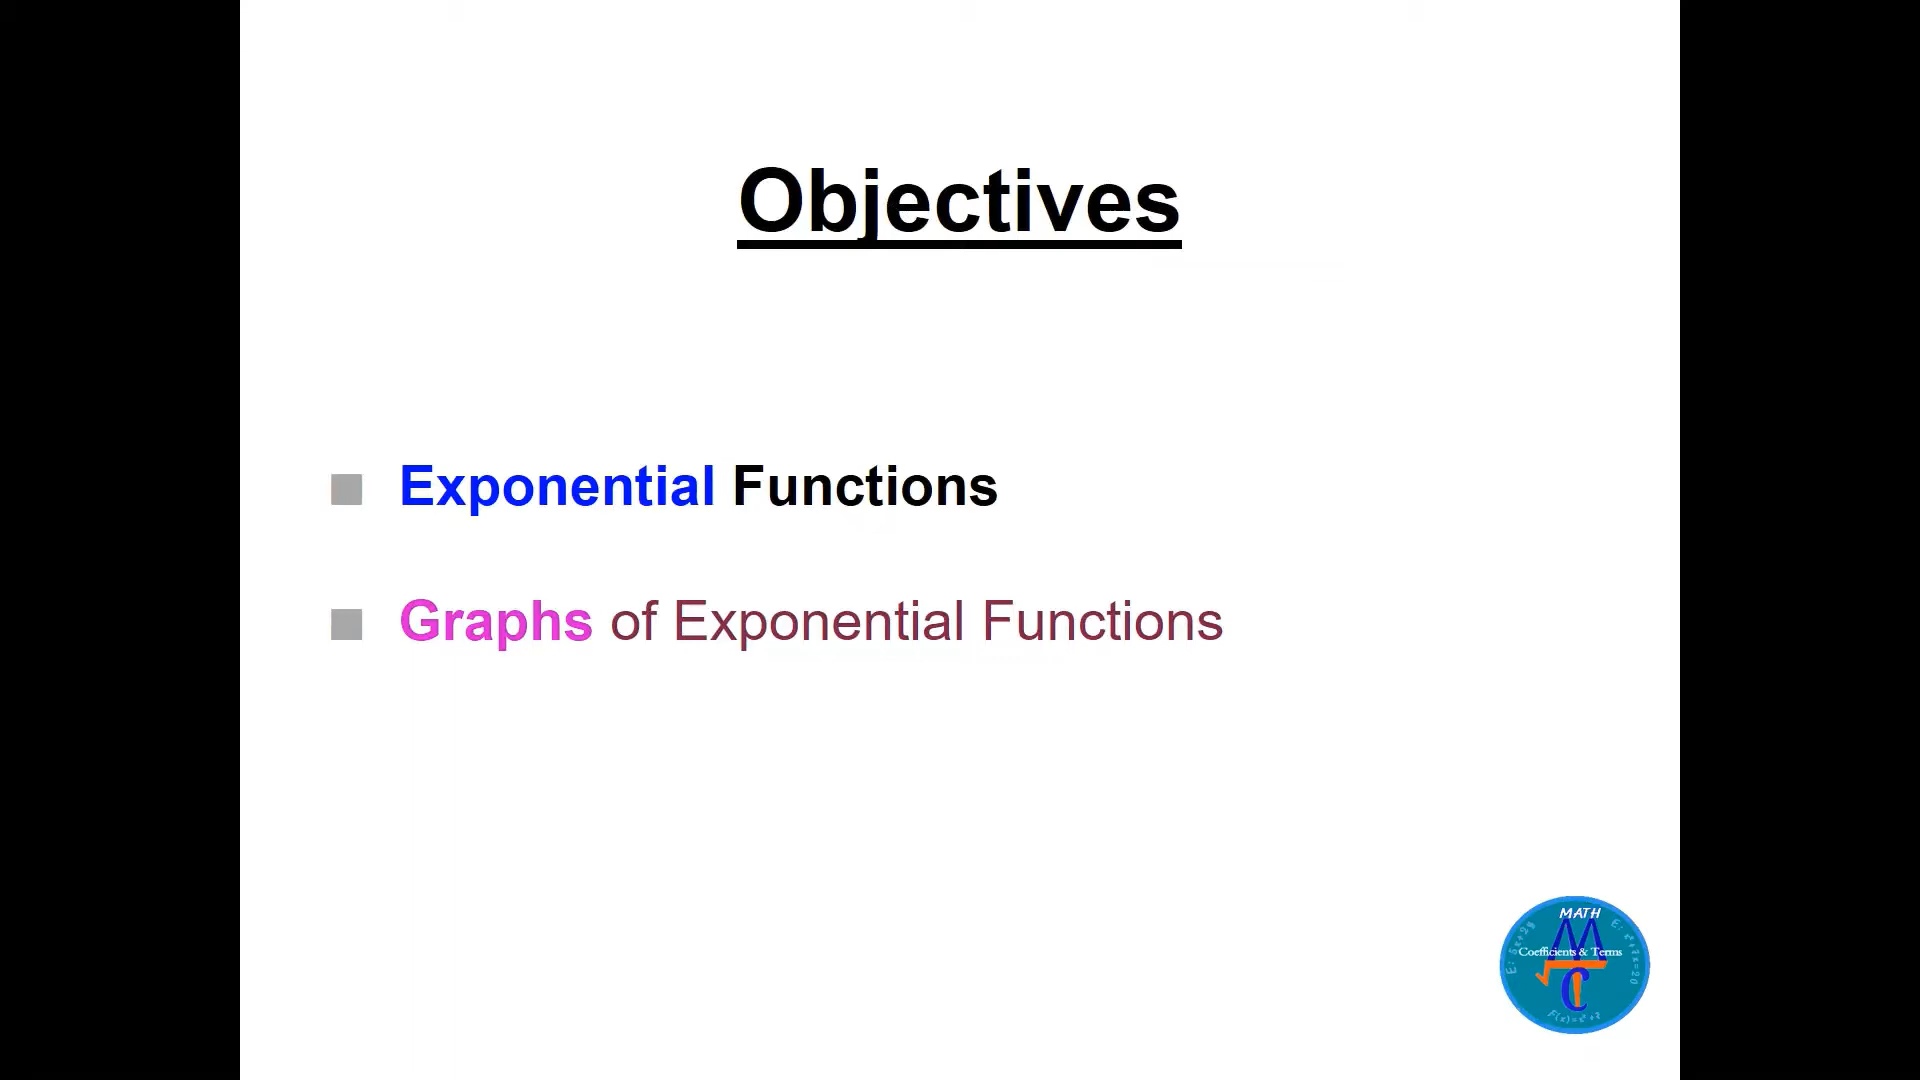 Objectives
Exponential Functions
Graphs of Exponential Functions
MATH
Coefficients & Terms